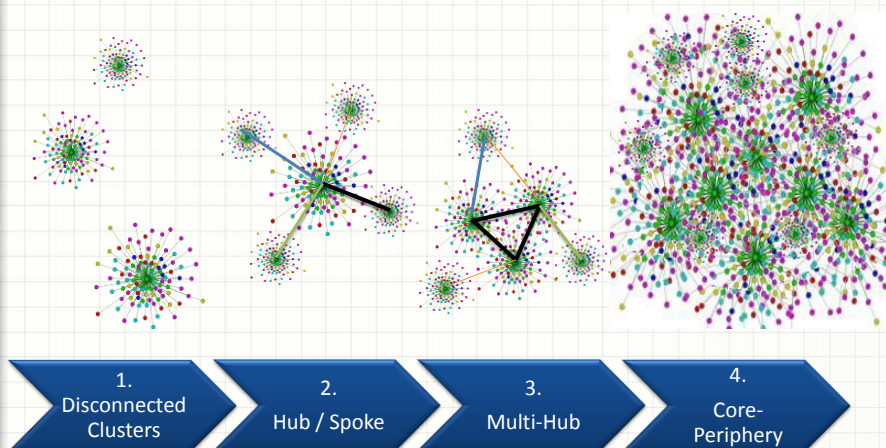 1.
Disconnected
Clusters
2.
Hub / Spoke
3.
Multi-Hub
4.
Core-
Periphery